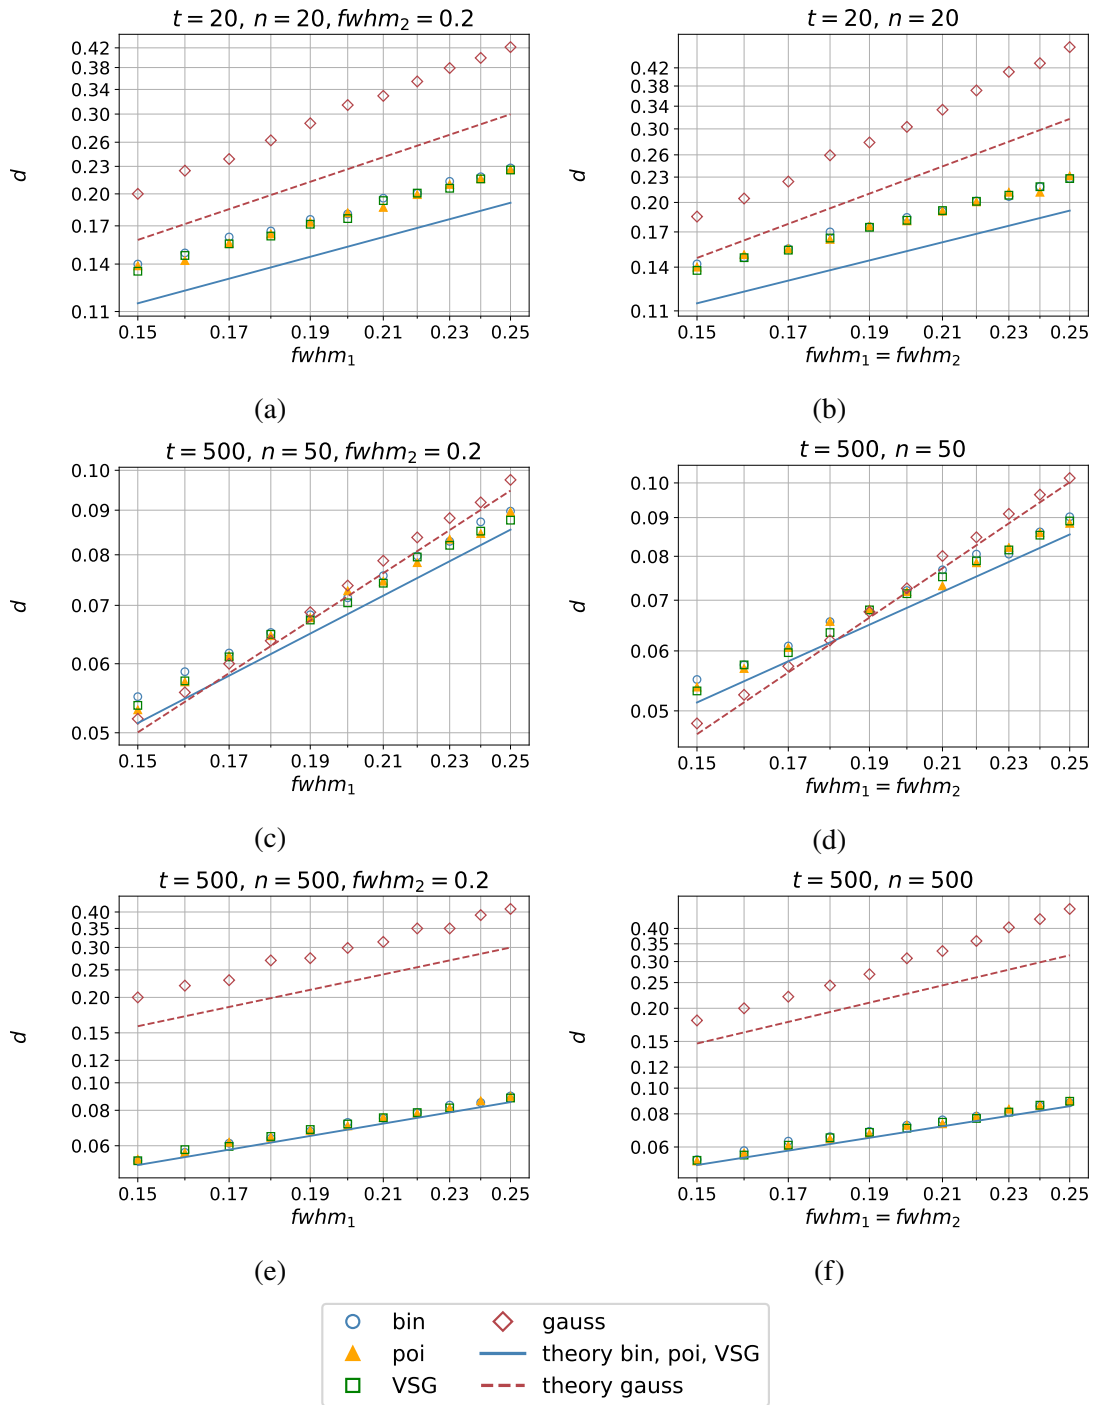 t = 20, n = 20, fwhm₂ = 0.2
0.42
0.38
0.34
0.30
0.26
0.23
0.20
0.17
0.14
0.11
d
0.15 0.17 0.19 0.21 0.23 0.25
fwhm₁
(a)
t = 20, n = 20
0.42
0.38
0.34
0.30
0.26
0.23
0.20
0.17
0.14
0.11
d
0.15 0.17 0.19 0.21 0.23 0.25
fwhm₁ = fwhm₂
(b)
t = 500, n = 50, fwhm₂ = 0.2
0.10
0.09
0.08
0.07
0.06
0.05
d
0.15 0.17 0.19 0.21 0.23 0.25
fwhm₁
(c)
t = 500, n = 50
0.10
0.09
0.08
0.07
0.06
0.05
d
0.15 0.17 0.19 0.21 0.23 0.25
fwhm₁ = fwhm₂
(d)
t = 500, n = 500, fwhm₂ = 0.2
0.40
0.35
0.30
0.25
0.20
0.15
0.12
0.10
0.08
0.06
d
0.15 0.17 0.19 0.21 0.23 0.25
fwhm₁
(e)
t = 500, n = 500
0.40
0.35
0.30
0.25
0.20
0.15
0.12
0.10
0.08
0.06
d
0.15 0.17 0.19 0.21 0.23 0.25
fwhm₁ = fwhm₂
(f)
bin
poi
VSG
gauss
theory bin, poi, VSG
theory gauss